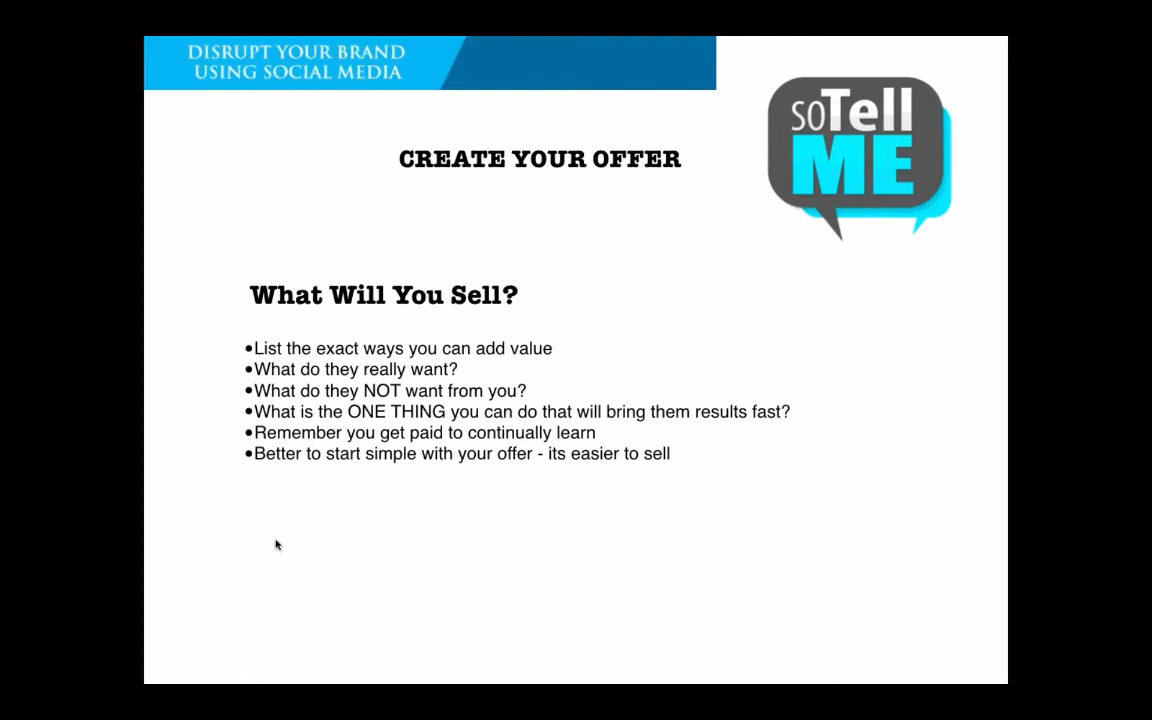 DISRUPT YOUR BRAND
USING SOCIAL MEDIA
soTell
ME
CREATE YOUR OFFER
What Will You Sell?
•List the exact ways you can add value
•What do they really want?
•What do they NOT want from you?
•What is the ONE THING you can do that will bring them results fast?
•Remember you get paid to continually learn
•Better to start simple with your offer - its easier to sell